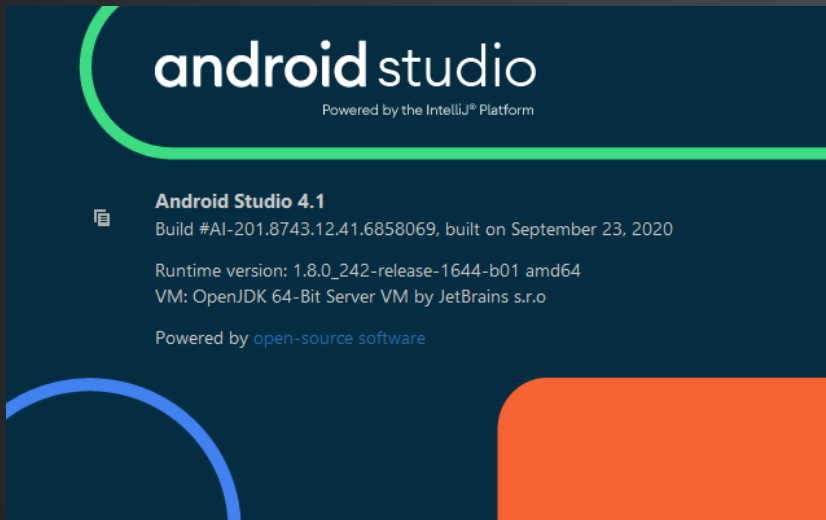 android studio
Powered by the IntelliJ® Platform
Android Studio 4.1
Build #AI-201.8743.12.41.6858069, built on September 23, 2020
Runtime version: 1.8.0_242-release-1644-b01 amd64
VM: OpenJDK 64-Bit Server VM by JetBrains s.r.o
Powered by open-source software